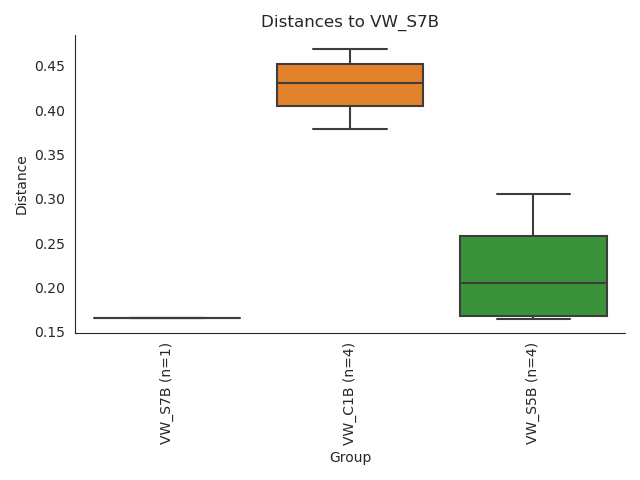 Distances to VW_S7B
Distance
0.45
0.40
0.35
0.30
0.25
0.20
0.15
VW_S7B (n=1)
VW_C1B (n=4)
VW_S5B (n=4)
Group